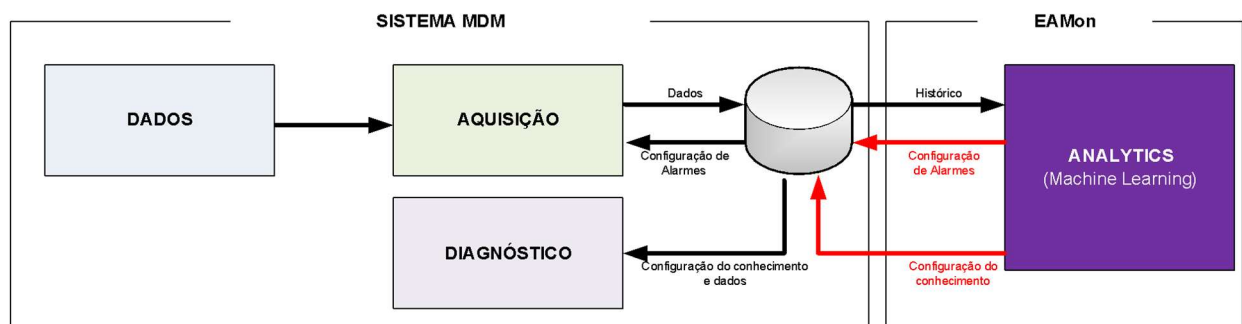 SISTEMA MDM
EAMon
DADOS
AQUISIÇÃO
Dados
Histórico
ANALYTICS
(Machine Learning)
Configuração de
Alarmes
Configuração
de Alarmes
DIAGNÓSTICO
Configuração do conhecimento
e dados
Configuração do
conhecimento